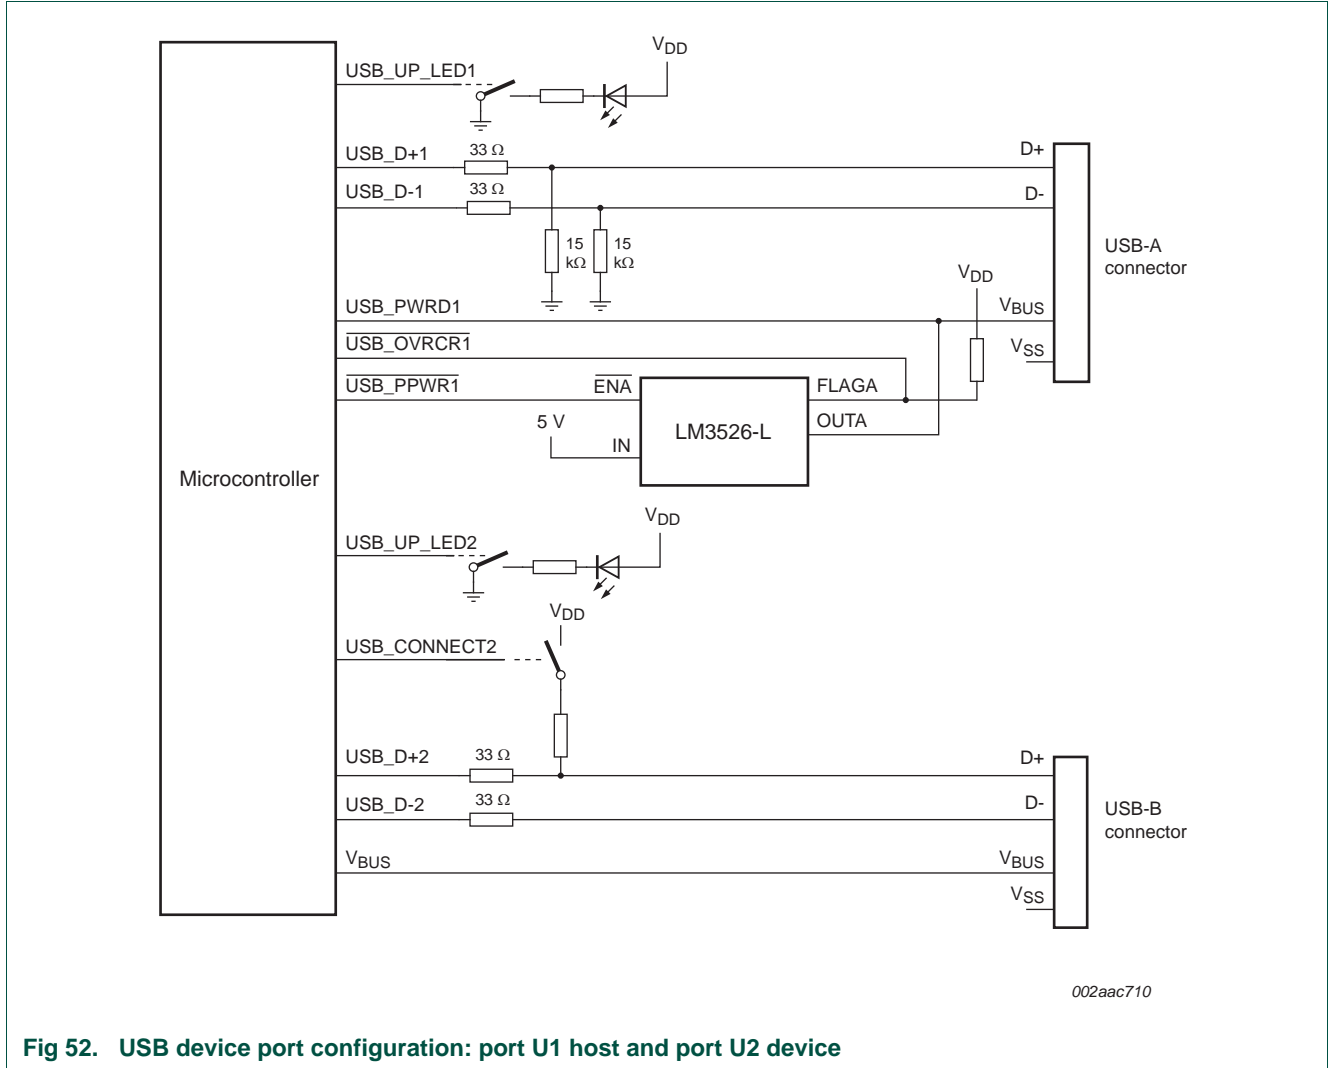 VDD
USB_UP_LED1
USB_D+1
33 Ω
D+
USB_D-1
33 Ω
D-
15 kΩ
15 kΩ
USB-A
connector
VDD
USB_PWRD1
VBUS
USB_OVRCR1
VSS
USB_PPWR1
ENA
FLAGA
5 V
IN
LM3526-L
OUTA
Microcontroller
VDD
USB_UP_LED2
VDD
USB_CONNECT2
USB_D+2
33 Ω
D+
USB_D-2
33 Ω
D-
USB-B
connector
VBUS
VBUS
VSS
002aac710
Fig 52. USB device port configuration: port U1 host and port U2 device